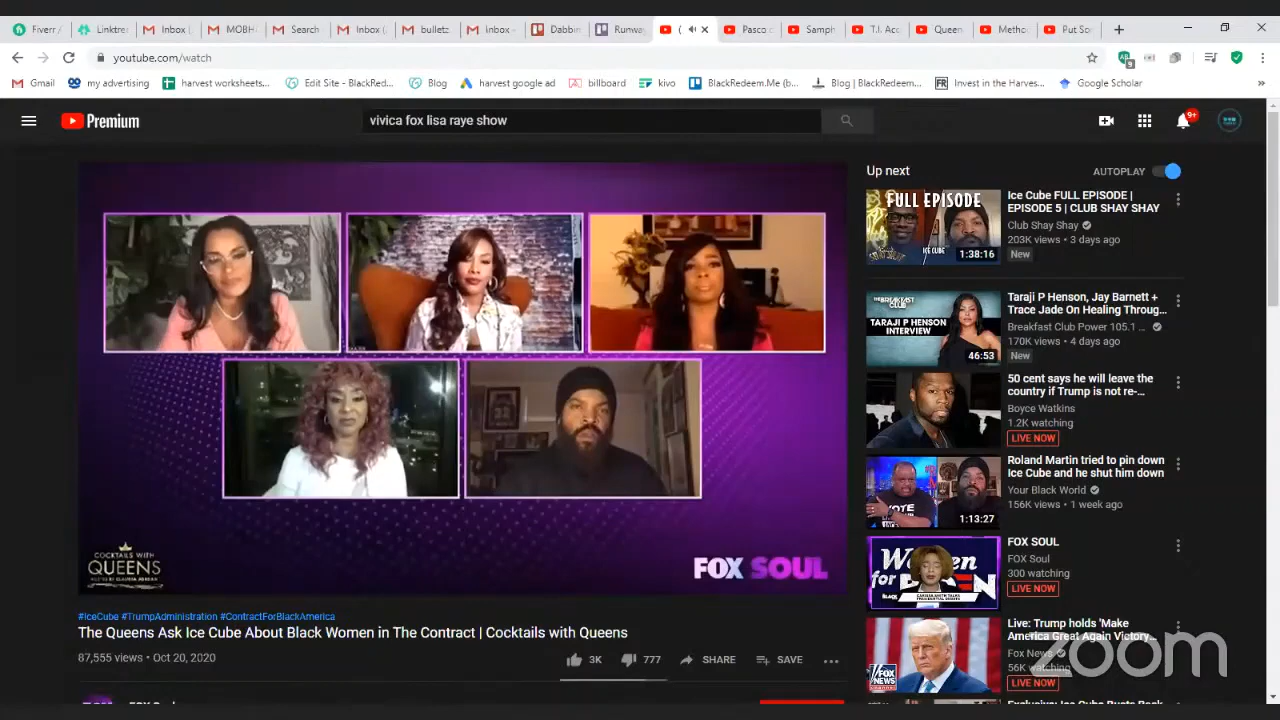 Fiverr /
Linktre
Inbox (
MOBH
Search
Inbox (
bulletz
Inbox -
Dabbin
Runway
(
Pasco
Samph
T.I. Acc
Queen
Metho
Put So
youtube.com/watch
Gmail
my advertising
harvest worksheets...
Edit Site - BlackRed...
Blog
harvest google ad
billboard
kivo
BlackRedeem.Me (b...
Blog | BlackRedeem...
Invest in the Harves...
Google Scholar
Premium
vivica fox lisa raye show
9+
Up next
AUTOPLAY
FULL EPISODE
ICE CUBE
1:38:16
Ice Cube FULL EPISODE |
EPISODE 5 | CLUB SHAY SHAY
Club Shay Shay
203K views • 3 days ago
New
THE BREAKFAST CLUB
TARAJI P HENSON
INTERVIEW
46:53
Taraji P Henson, Jay Barnett +
Trace Jade On Healing Throug...
Breakfast Club Power 105.1 ...
170K views • 4 days ago
New
50 cent says he will leave the
country if Trump is not re-...
Boyce Watkins
1.2K watching
LIVE NOW
VOTE
1:13:27
Roland Martin tried to pin down
Ice Cube and he shut him down
Your Black World
156K views • 1 week ago
FOX SOUL
FOX Soul
300 watching
LIVE NOW
FOX NEWS
Live: Trump holds 'Make
America Great Again Victory...
Fox News
56K watching
LIVE NOW
zoom
COCKTAILS WITH
QUEENS
FOX SOUL
#IceCube #TrumpAdministration #ContractForBlackAmerica
The Queens Ask Ice Cube About Black Women in The Contract | Cocktails with Queens
87,555 views • Oct 20, 2020
3K
777
SHARE
SAVE